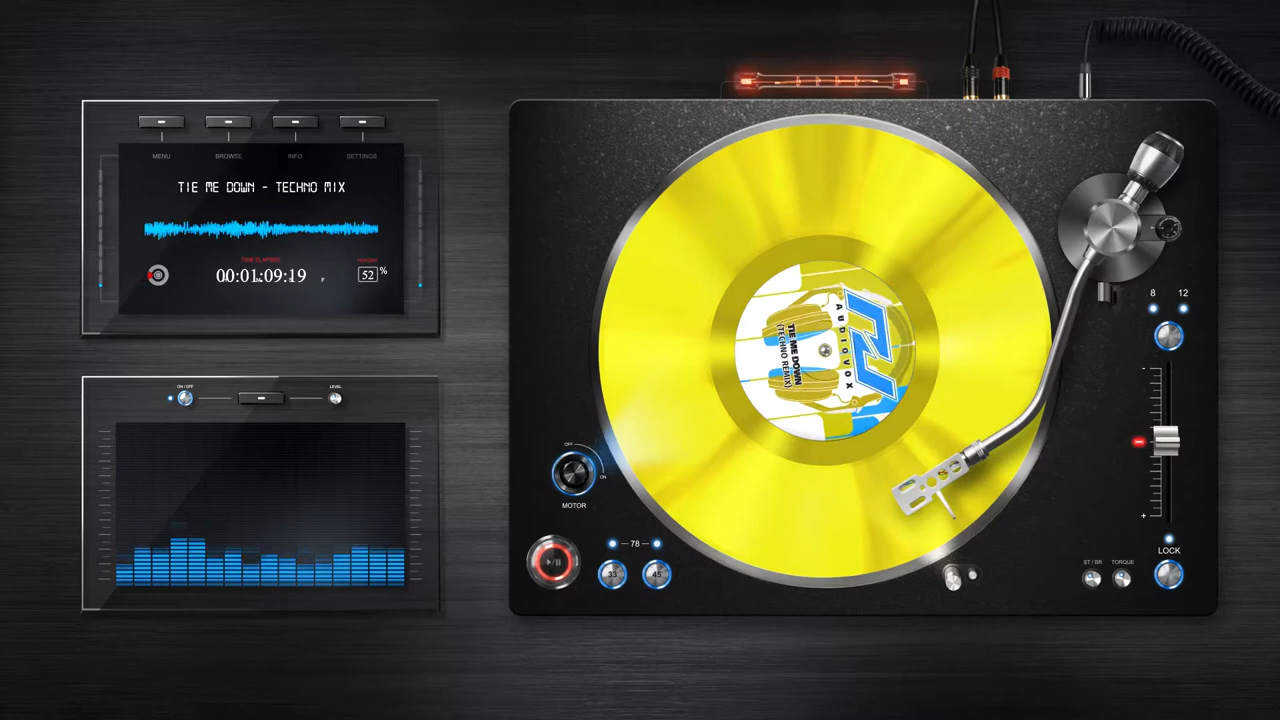 MENU BROWSE INFO SETTINGS
TIE ME DOWN - TECHNO MIX
TIME ELAPSED
PERCENT
00:01:09:19 F
52 %
ON / OFF
LEVEL
AUDIOVOX
TIE ME DOWN
(TECHNO REMIX)
OFF
ON
MOTOR
78
33
45
8 12
-
+
LOCK
ST / BR TORQUE